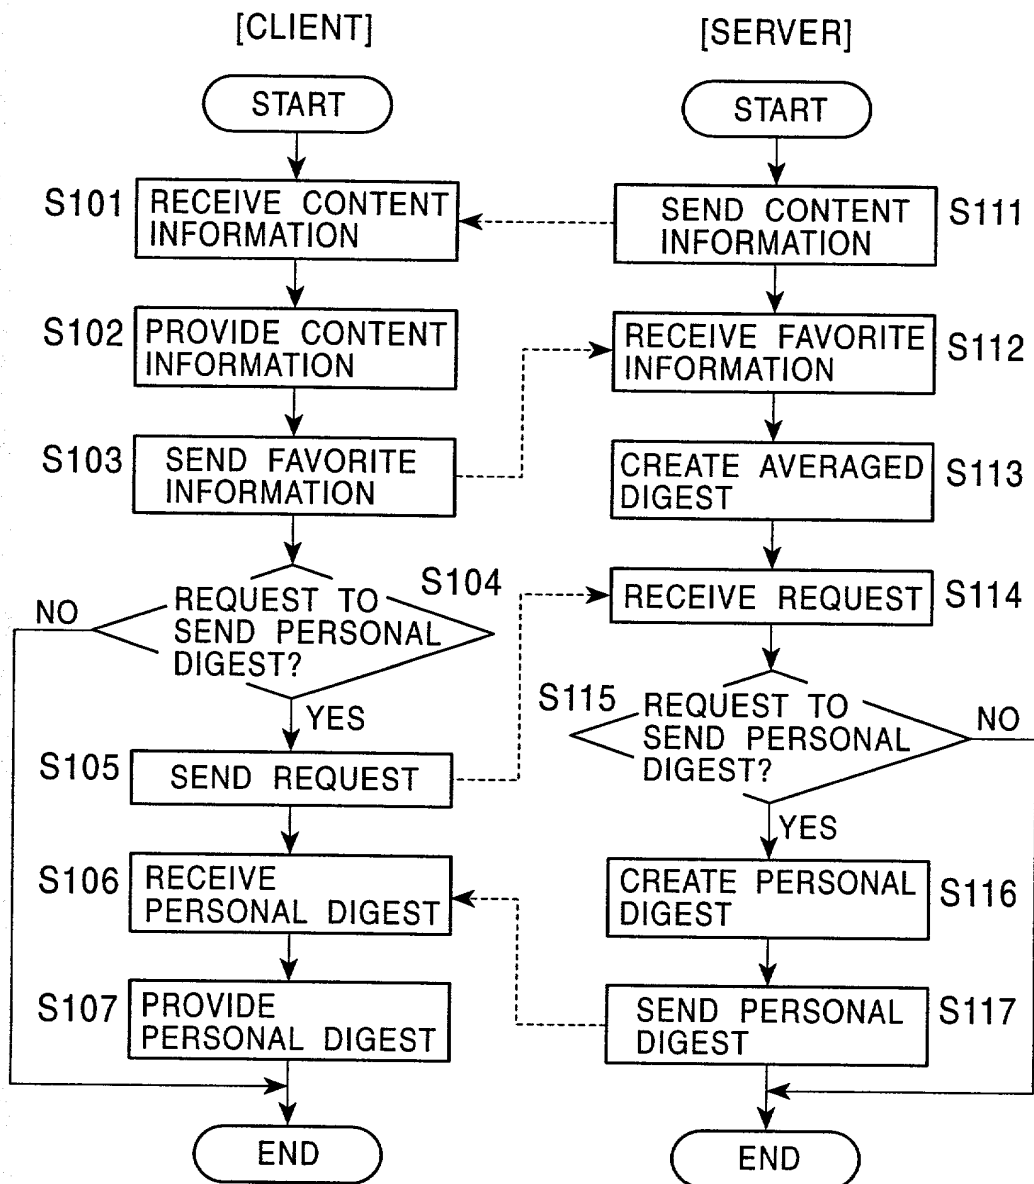 [CLIENT]
[SERVER]
START
START
S101
RECEIVE CONTENT
INFORMATION
SEND CONTENT
INFORMATION
S111
S102
PROVIDE CONTENT
INFORMATION
RECEIVE FAVORITE
INFORMATION
S112
S103
SEND FAVORITE
INFORMATION
CREATE AVERAGED
DIGEST
S113
S104
NO
REQUEST TO
SEND PERSONAL
DIGEST?
YES
RECEIVE REQUEST
S114
S115
REQUEST TO
SEND PERSONAL
DIGEST?
NO
YES
S105
SEND REQUEST
S106
RECEIVE
PERSONAL DIGEST
CREATE PERSONAL
DIGEST
S116
S107
PROVIDE
PERSONAL DIGEST
SEND PERSONAL
DIGEST
S117
END
END